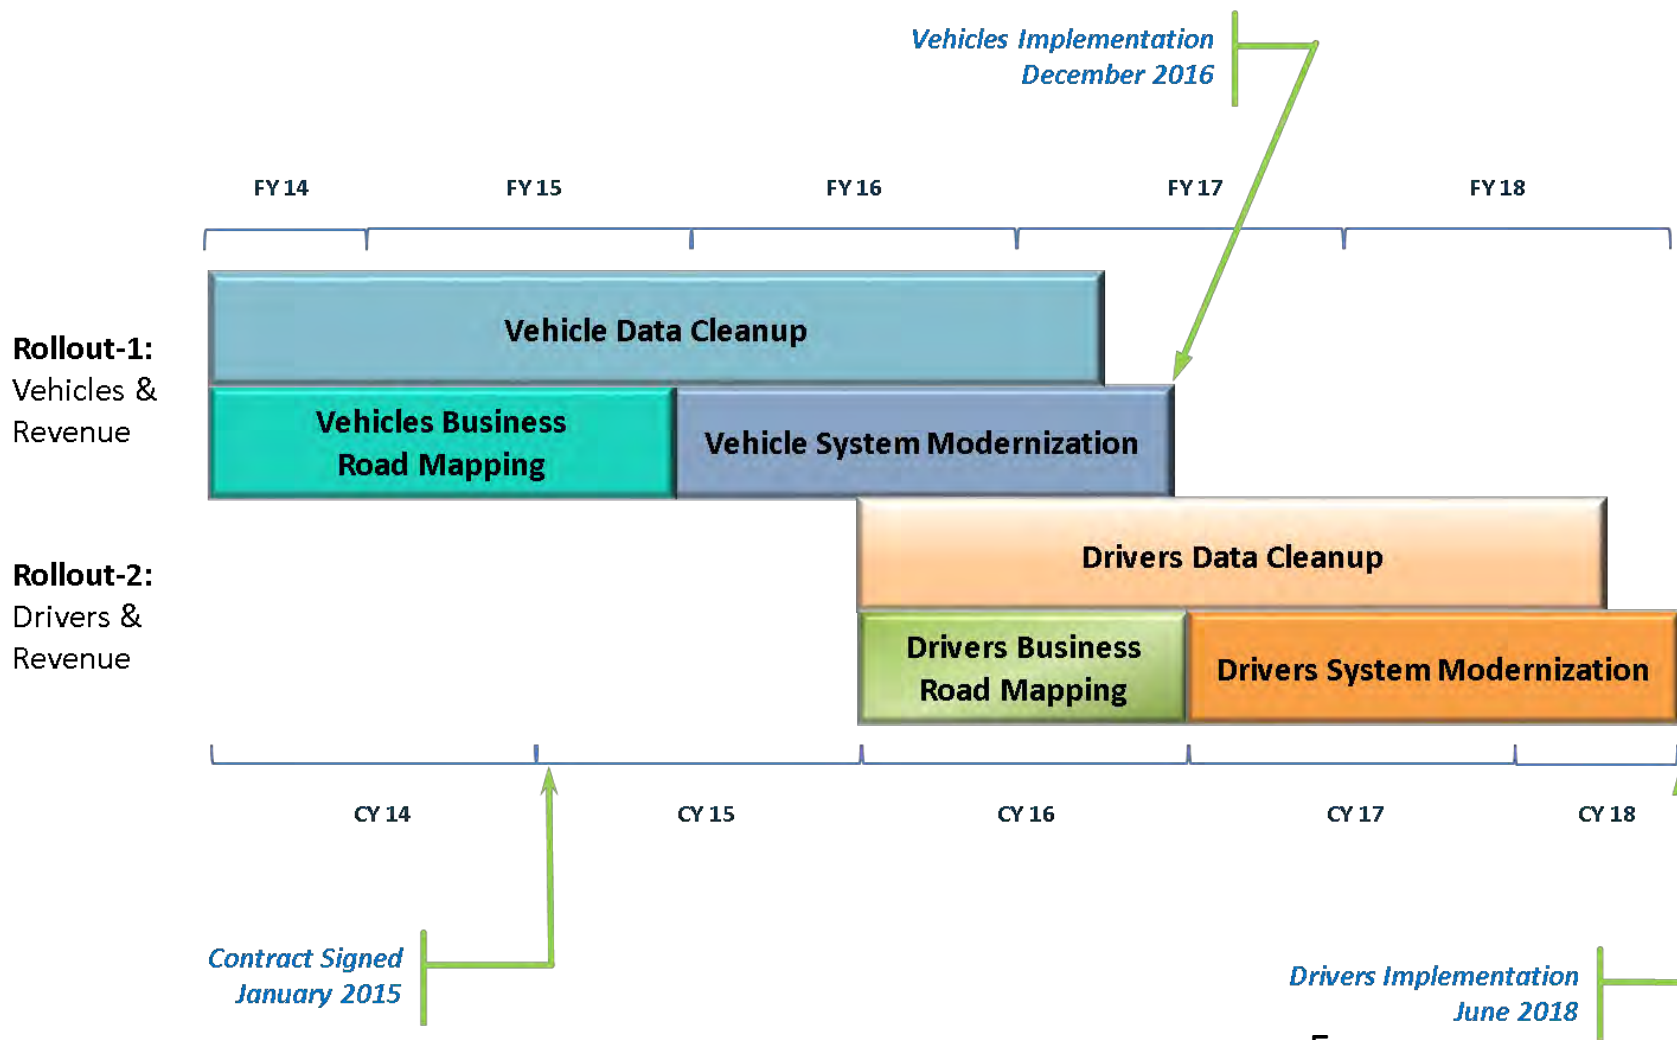 Vehicles Implementation
December 2016
FY 14
FY 15
FY 16
FY 17
FY 18
Rollout-1:
Vehicles &
Revenue
Vehicle Data Cleanup
Vehicles Business
Road Mapping
Vehicle System Modernization
Rollout-2:
Drivers &
Revenue
Drivers Data Cleanup
Drivers Business
Road Mapping
Drivers System Modernization
CY 14
CY 15
CY 16
CY 17
CY 18
Contract Signed
January 2015
Drivers Implementation
June 2018